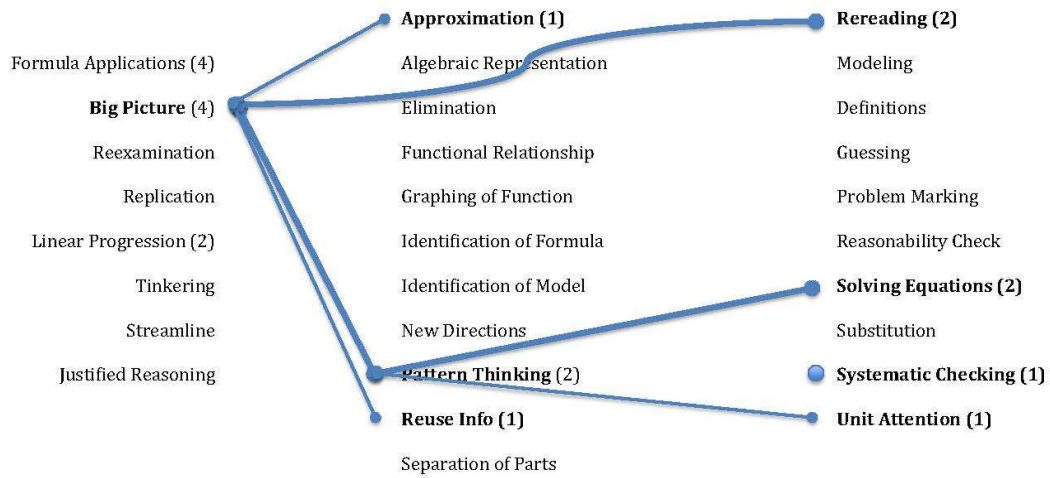 Formula Applications (4)
Big Picture (4)
Reexamination
Replication
Linear Progression (2)
Tinkering
Streamline
Justified Reasoning
Approximation (1)
Algebraic Representation
Elimination
Functional Relationship
Graphing of Function
Identification of Formula
Identification of Model
New Directions
Pattern Thinking (2)
Reuse Info (1)
Separation of Parts
Rereading (2)
Modeling
Definitions
Guessing
Problem Marking
Reasonability Check
Solving Equations (2)
Substitution
Systematic Checking (1)
Unit Attention (1)